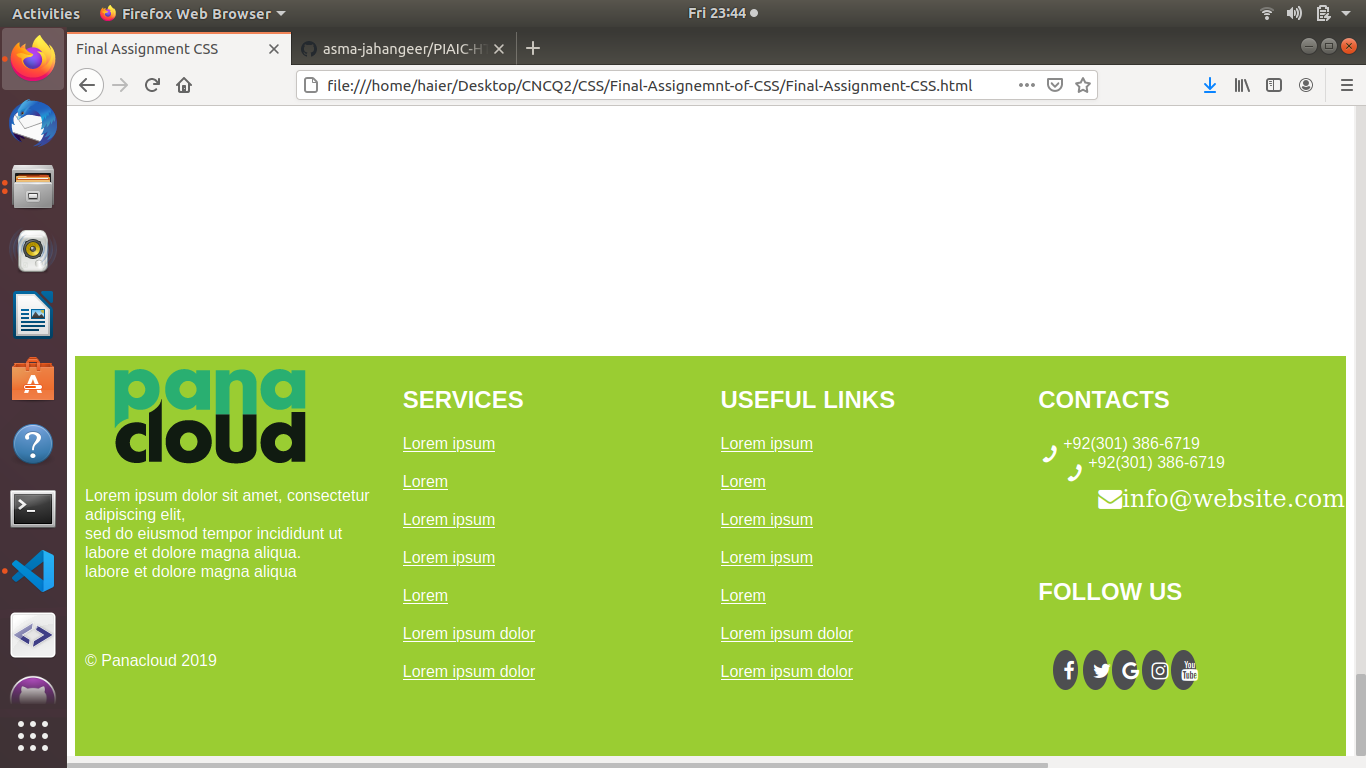 Activities
Firefox Web Browser
Fri 23:44
Final Assignment CSS
asma-jahangeer/PIAIC-HT
file:///home/haier/Desktop/CNCQ2/CSS/Final-Assignemnt-of-CSS/Final-Assignment-CSS.html
pana
cloud
Lorem ipsum dolor sit amet, consectetur
adipiscing elit,
sed do eiusmod tempor incididunt ut
labore et dolore magna aliqua.
labore et dolore magna aliqua
© Panacloud 2019
SERVICES
Lorem ipsum
Lorem
Lorem ipsum
Lorem ipsum
Lorem
Lorem ipsum dolor
Lorem ipsum dolor
USEFUL LINKS
Lorem ipsum
Lorem
Lorem ipsum
Lorem ipsum
Lorem
Lorem ipsum dolor
Lorem ipsum dolor
CONTACTS
+92(301) 386-6719
+92(301) 386-6719
info@website.com
FOLLOW US
You
Tube